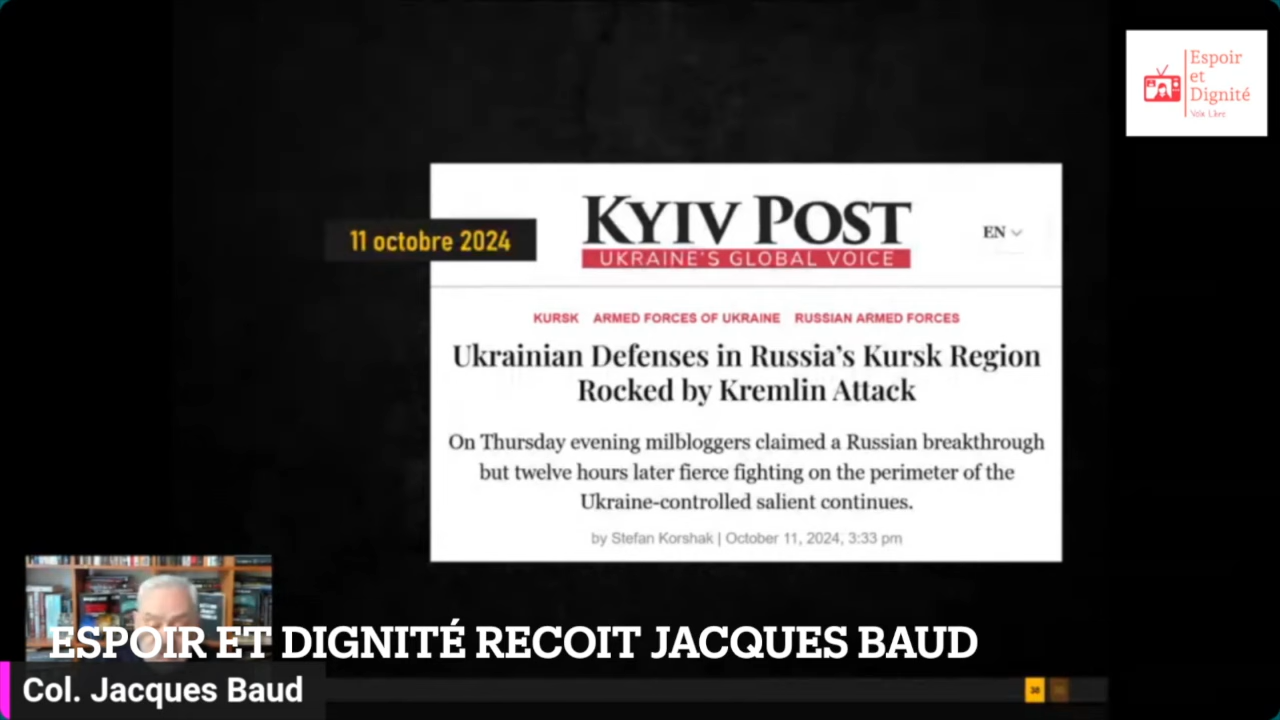 Espoir
et
Dignité
Voix Libre
11 octobre 2024
KYIV POST
UKRAINE'S GLOBAL VOICE
EN
KURSK ARMED FORCES OF UKRAINE RUSSIAN ARMED FORCES
Ukrainian Defenses in Russia's Kursk Region
Rocked by Kremlin Attack
On Thursday evening milbloggers claimed a Russian breakthrough
but twelve hours later fierce fighting on the perimeter of the
Ukraine-controlled salient continues.
by Stefan Korshak | October 11, 2024, 3:33 pm
ESPOIR ET DIGNITÉ RECOIT JACQUES BAUD
Col. Jacques Baud